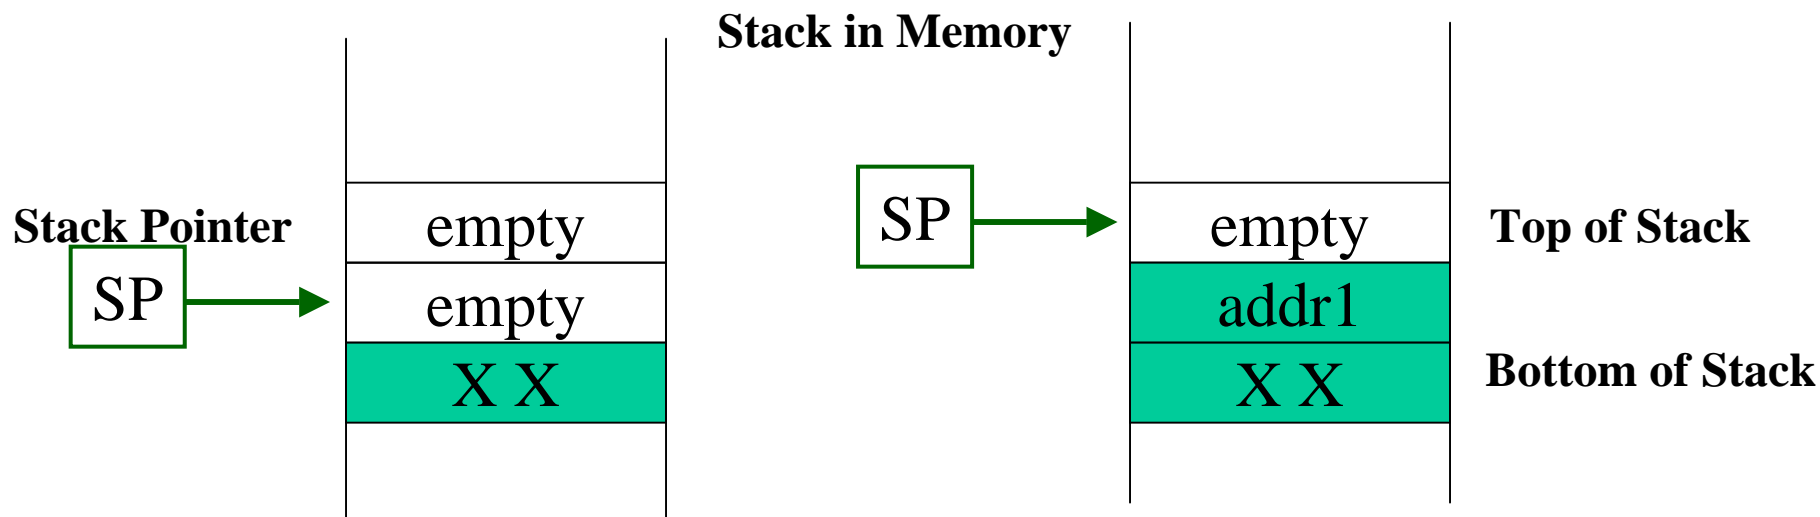 Stack in Memory
Stack Pointer
SP
empty
empty
X X
SP
empty
addr1
X X
Top of Stack
Bottom of Stack